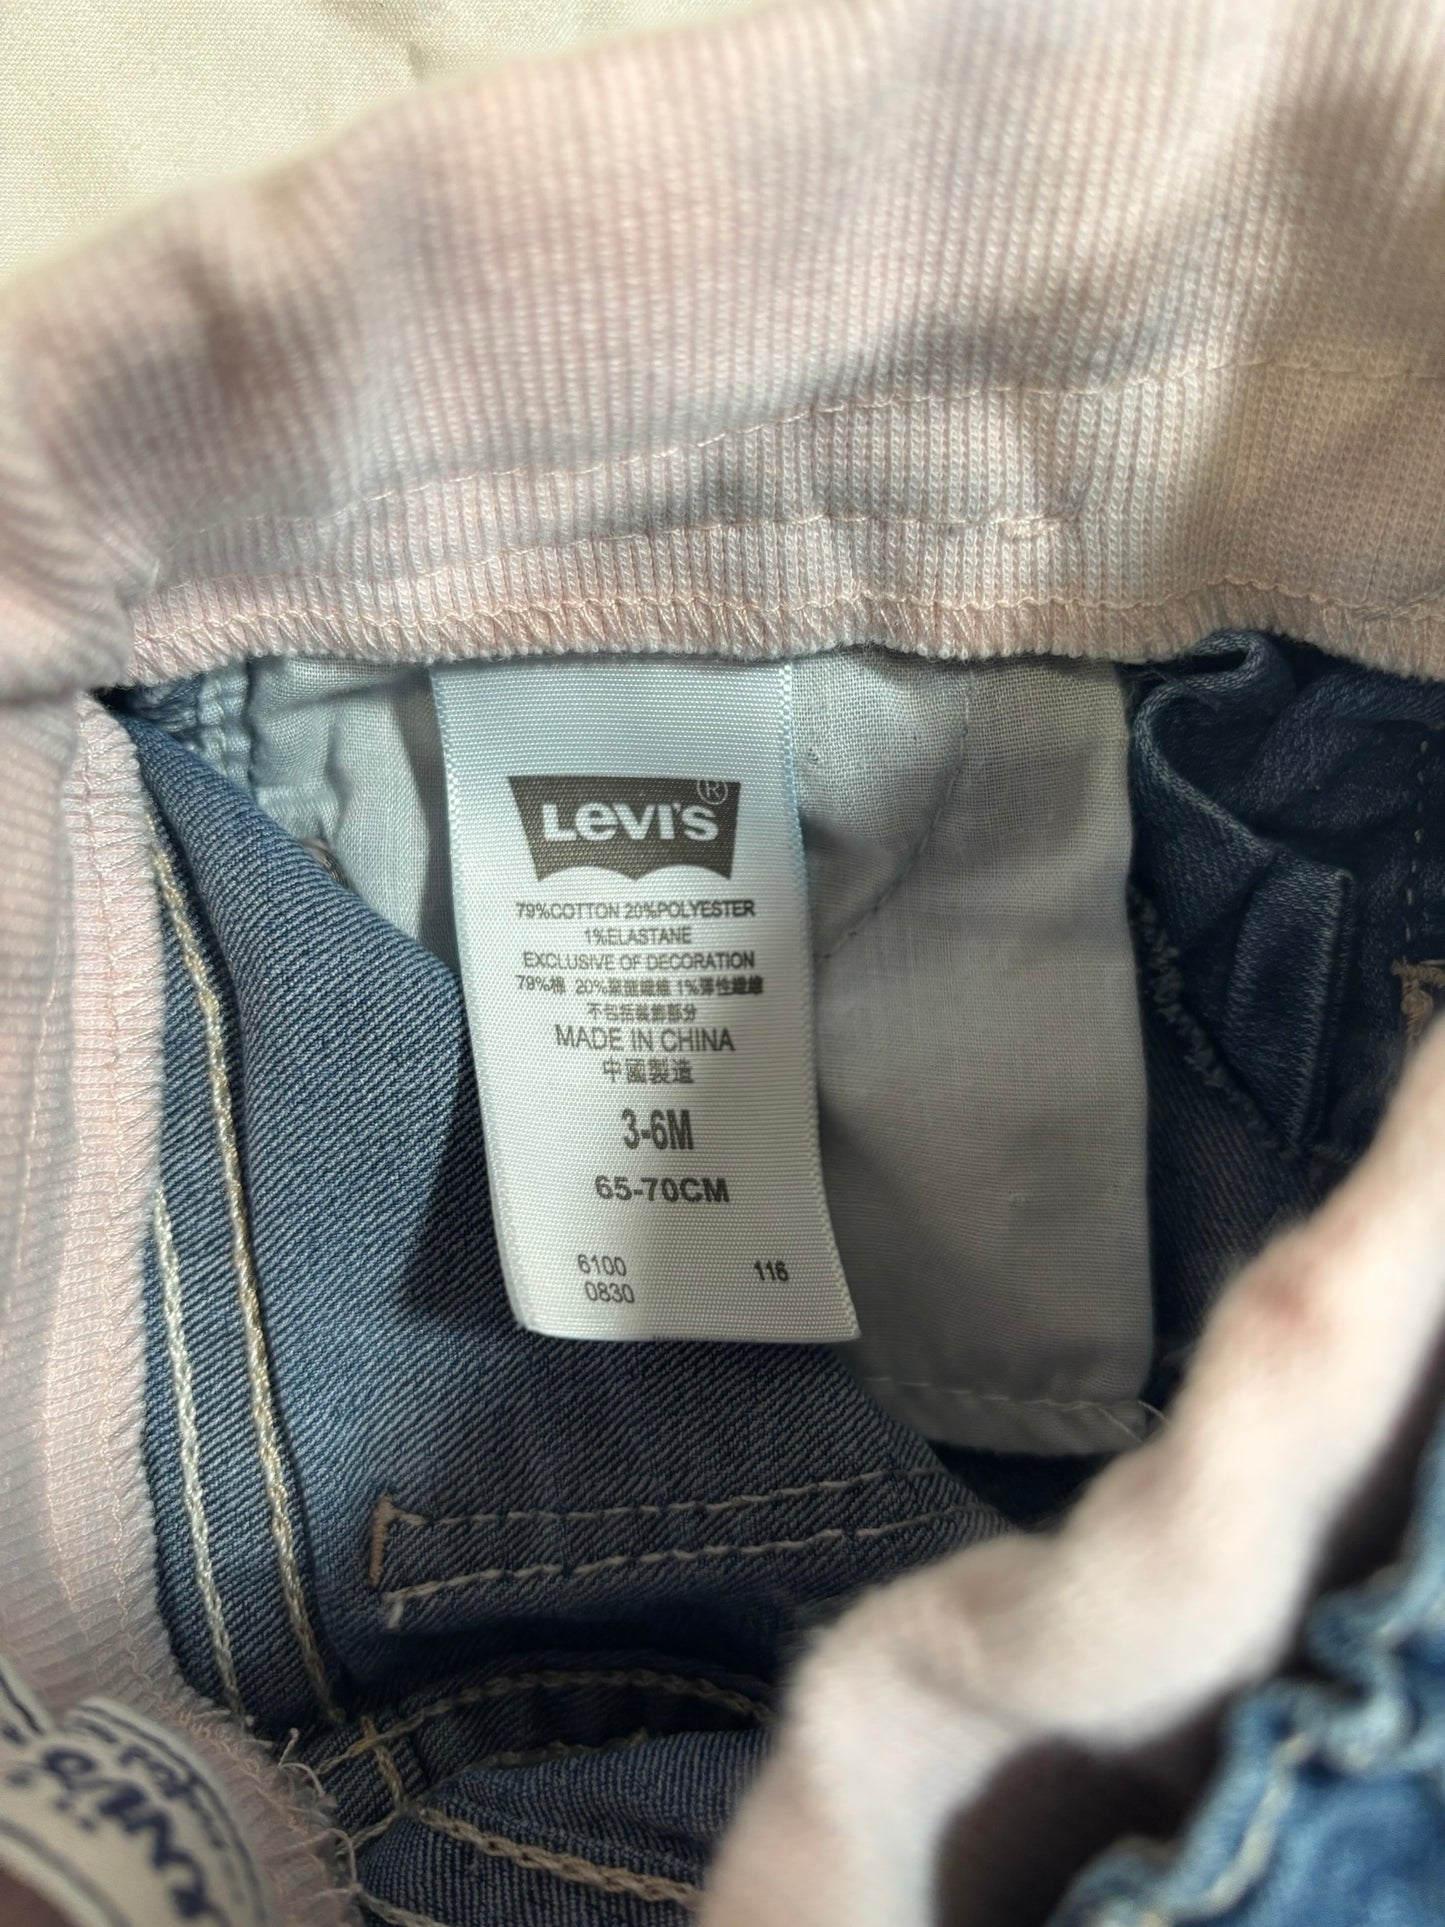 LEVI'S®
79%COTTON 20%POLYESTER
1%ELASTANE
EXCLUSIVE OF DECORATION
79%棉 20%聚酯纖維 1%彈性纖維
不包括裝飾部分
MADE IN CHINA
中國製造
3-6M
65-70CM
6100 116
0830